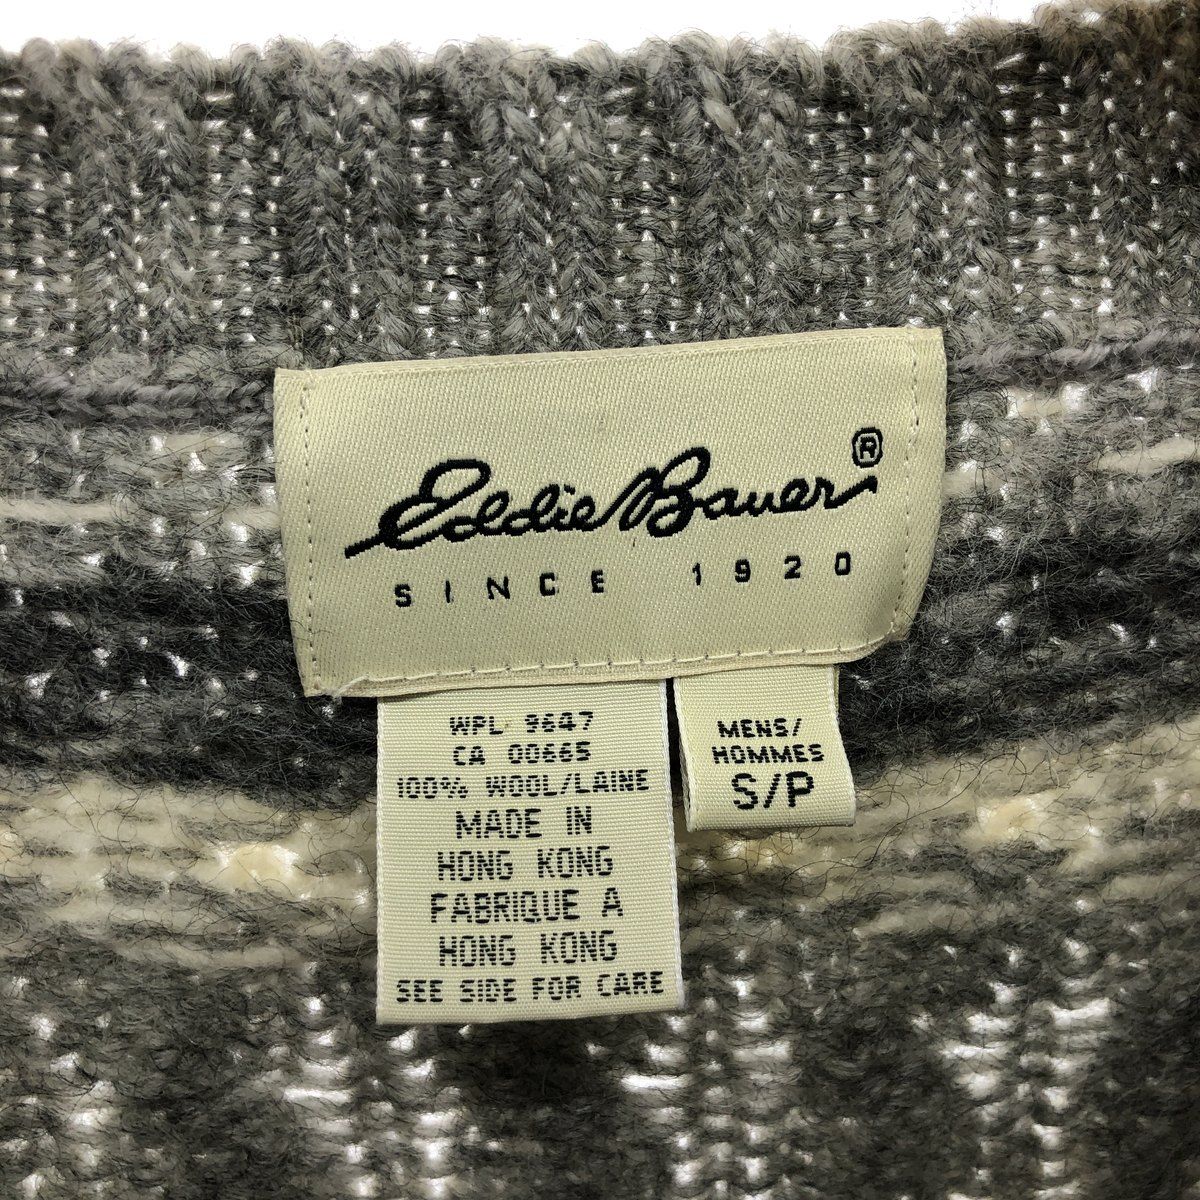 Eddie Bauer®
SINCE 1920
WPL 9647
CA 00665
100% WOOL/LAINE
MADE IN
HONG KONG
FABRIQUE A
HONG KONG
SEE SIDE FOR CARE
MENS/
HOMMES
S/P